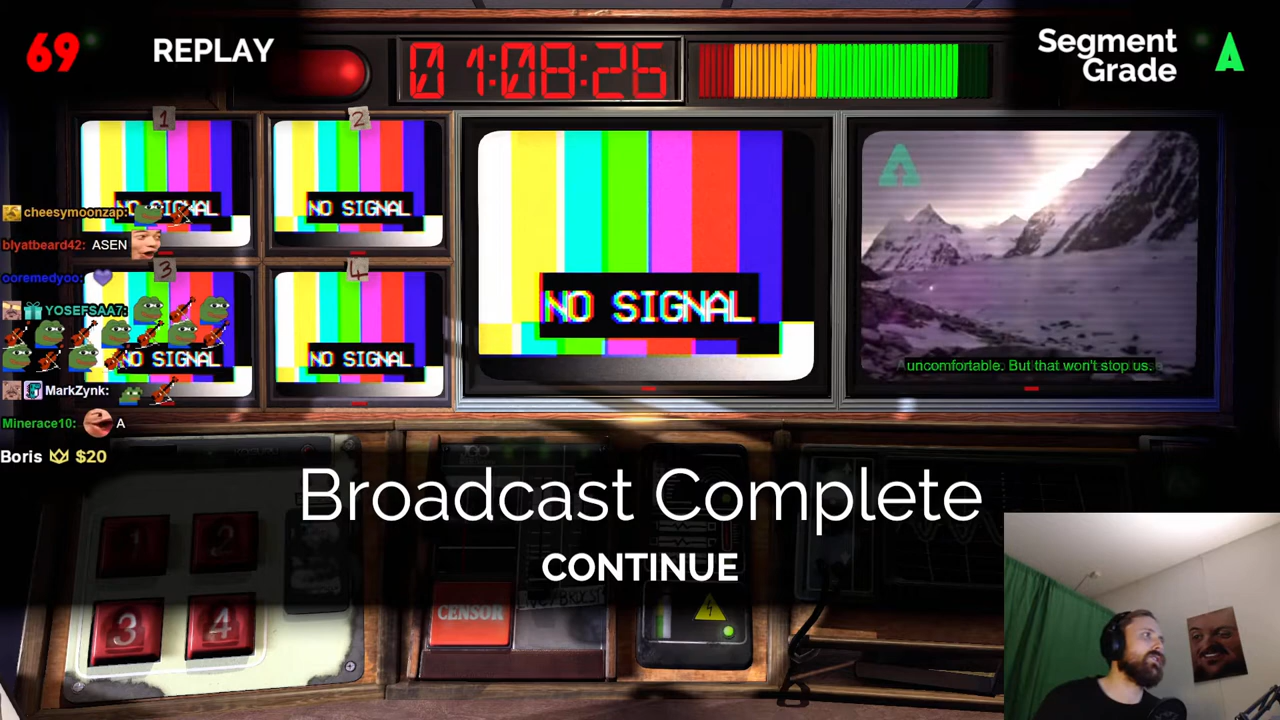 69
REPLAY
01:08:26
Segment
Grade
A
1
2
NO SIGNAL
NO SIGNAL
NO SIGNAL
A
cheesymoonzap:
blyatbeard42: ASEN
ooremedyoo:
3
4
YOSEFSAA7:
NO SIGNAL
NO SIGNAL
uncomfortable. But that won't stop us.
MarkZynk:
Minerace10: A
Boris $20
Broadcast Complete
CONTINUE
1
2
3
4
CENSOR